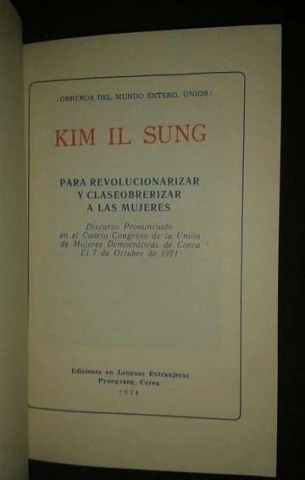 ¡OBREROS DEL MUNDO ENTERO, UNIOS!
KIM IL SUNG
PARA REVOLUCIONARIZAR
Y CLASEOBRERIZAR
A LAS MUJERES
Discurso Pronunciado
en el Cuarto Congreso de la Unión
de Mujeres Democráticas de Corea
El 7 de Octubre de 1971
Ediciones en Lenguas Extranjeras
Pyongyang, Corea
1974